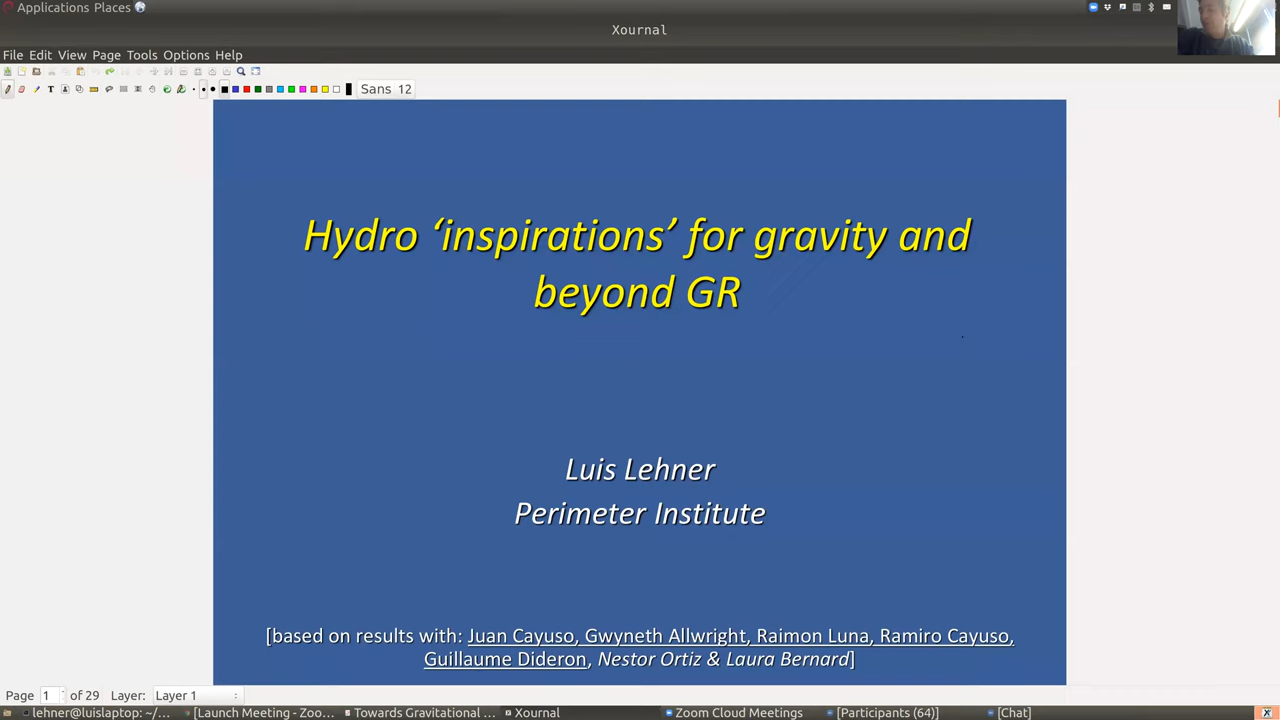 Applications Places
Xournal
File Edit View Page Tools Options Help
Sans 12
Hydro ‘inspirations’ for gravity and
beyond GR
Luis Lehner
Perimeter Institute
[based on results with: Juan Cayuso, Gwyneth Allwright, Raimon Luna, Ramiro Cayuso,
Guillaume Dideron, Nestor Ortiz & Laura Bernard]
Page 1 of 29 Layer: Layer 1
lehner@luislaptop: ~/... [Launch Meeting - Zoo... Towards Gravitational ... Xournal Zoom Cloud Meetings [Participants (64)] [Chat]